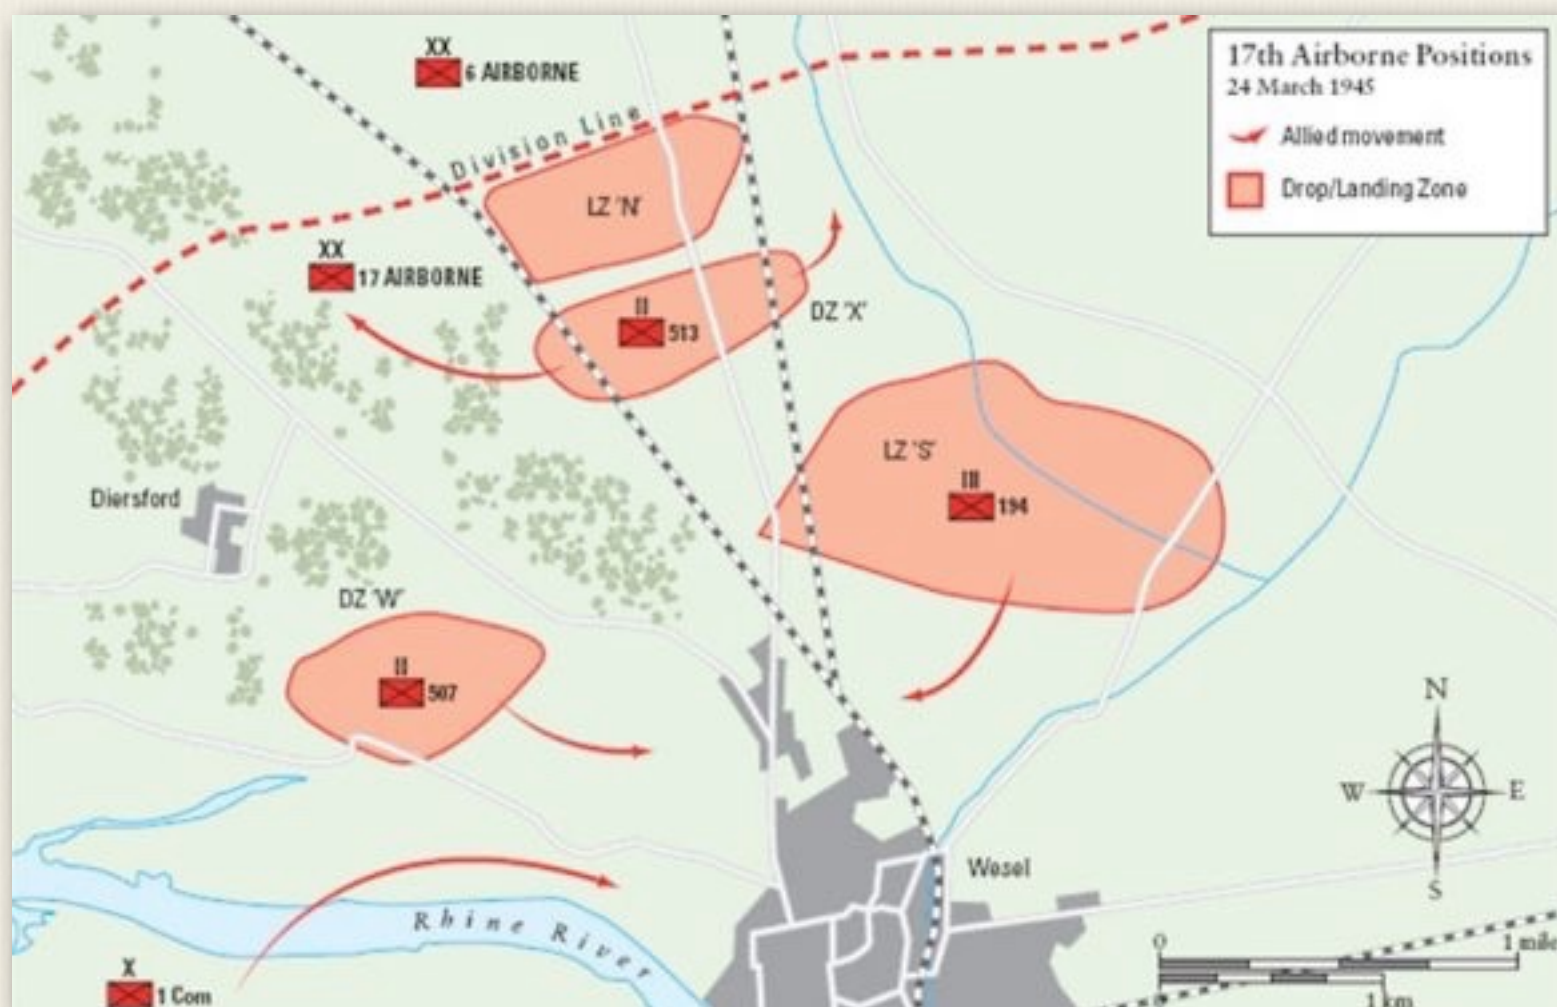 17th Airborne Positions
24 March 1945
Allied movement
Drop/Landing Zone
XX
6 AIRBORNE
Division Line
LZ 'N'
XX
17 AIRBORNE
II
513
DZ 'X'
LZ 'S'
III
194
Diersford
DZ 'W'
II
507
N
W
E
S
Wesel
Rhine River
X
1 Com
0
1 mile
0
1 km